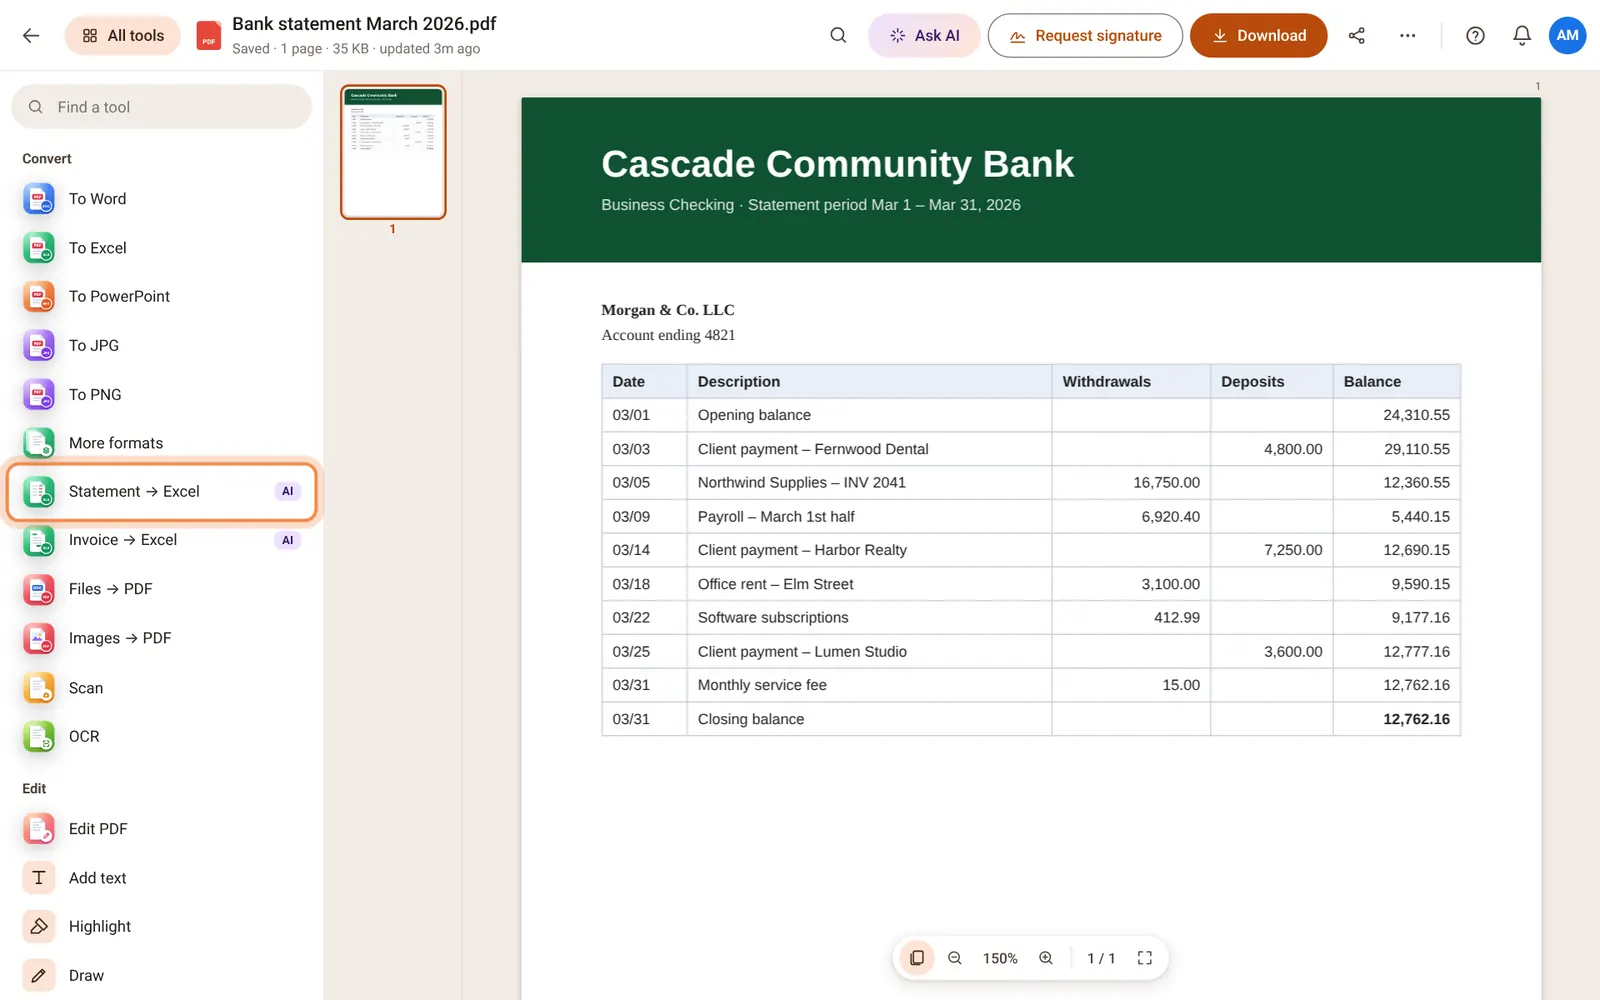 All tools
PDF
Bank statement March 2026.pdf
Saved · 1 page · 35 KB · updated 3m ago
Ask AI
Request signature
Download
AM
Find a tool
Convert
To Word
To Excel
To PowerPoint
To JPG
To PNG
More formats
Statement → Excel AI
Invoice → Excel AI
Files → PDF
Images → PDF
Scan
OCR
Edit
Edit PDF
Add text
Highlight
Draw
1
1
Cascade Community Bank
Business Checking · Statement period Mar 1 – Mar 31, 2026
Morgan & Co. LLC
Account ending 4821
Date Description Withdrawals Deposits Balance
03/01 Opening balance 24,310.55
03/03 Client payment – Fernwood Dental 4,800.00 29,110.55
03/05 Northwind Supplies – INV 2041 16,750.00 12,360.55
03/09 Payroll – March 1st half 6,920.40 5,440.15
03/14 Client payment – Harbor Realty 7,250.00 12,690.15
03/18 Office rent – Elm Street 3,100.00 9,590.15
03/22 Software subscriptions 412.99 9,177.16
03/25 Client payment – Lumen Studio 3,600.00 12,777.16
03/31 Monthly service fee 15.00 12,762.16
03/31 Closing balance 12,762.16
150% 1 / 1